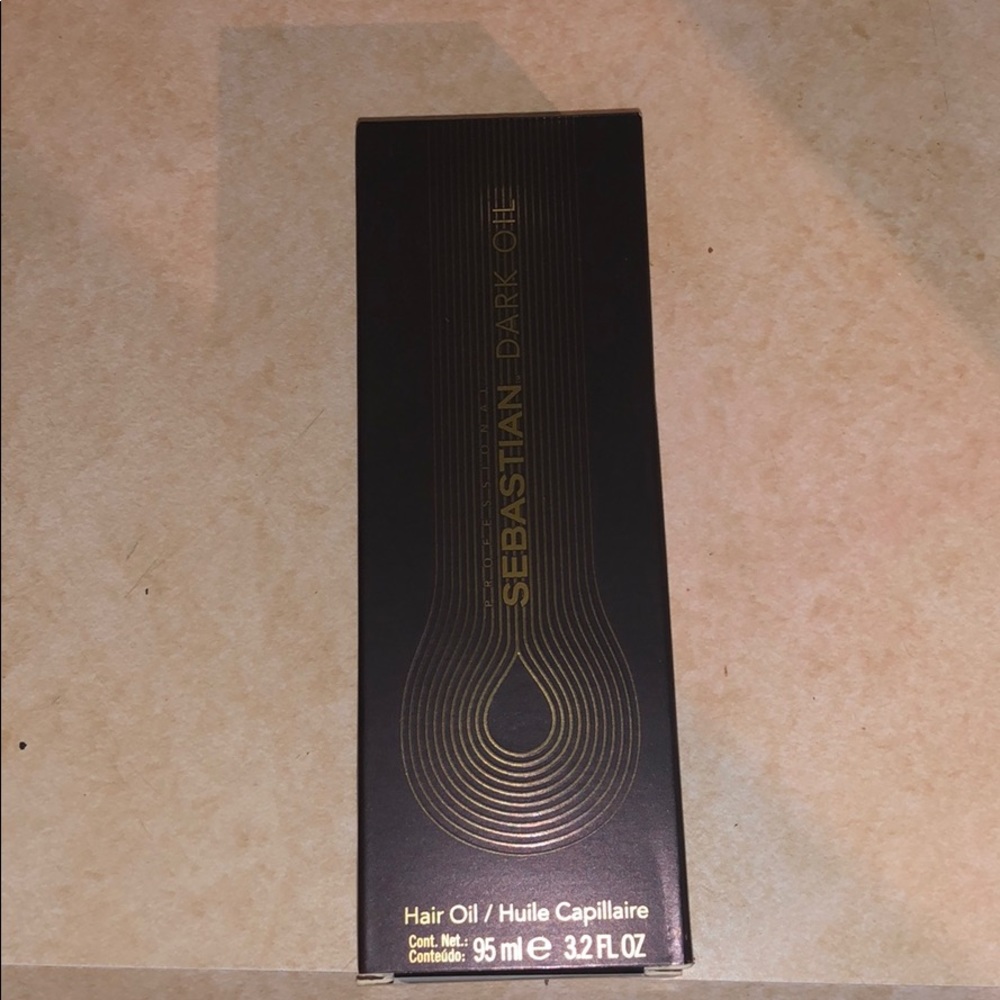 PROFESSIONAL
SEBASTIAN. DARK OIL
Hair Oil / Huile Capillaire
Cont. Net.:
Conteúdo: 95 ml e 3.2 FL OZ